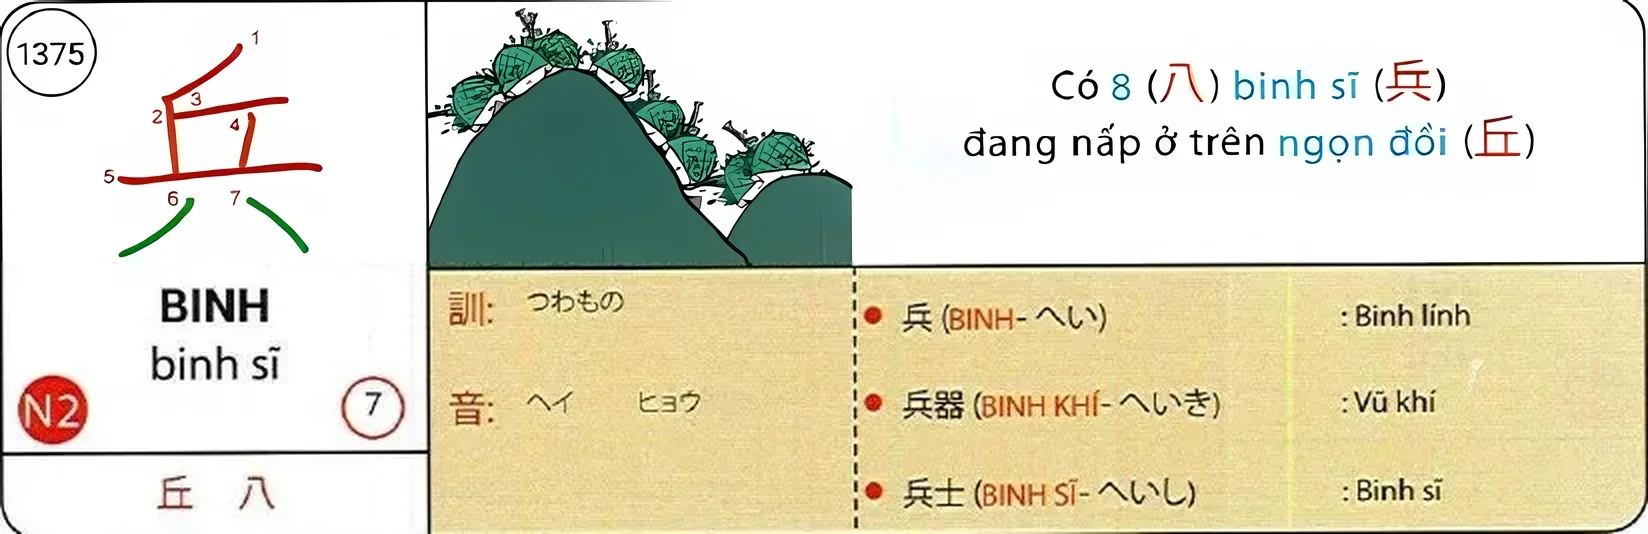 1375
兵
1
2
3
4
5
6
7
BINH
binh sĩ
N2
7
丘 八
Có 8 (八) binh sĩ (兵)
đang nấp ở trên ngọn đồi (丘)
訓: つわもの
音: ヘイ ヒョウ
兵 (BINH- へい) : Binh lính
兵器 (BINH KHÍ- へいき) : Vũ khí
兵士 (BINH SĨ- へいし) : Binh sĩ